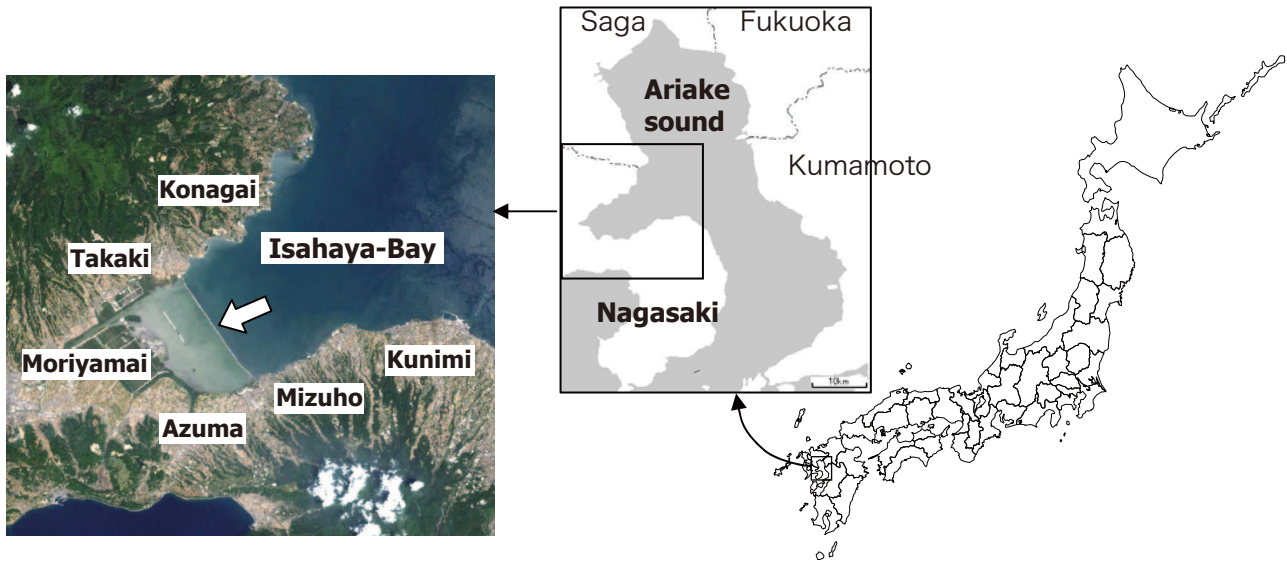 Saga
Fukuoka
Ariake
sound
Kumamoto
Nagasaki
10km
Konagai
Takaki
Isahaya-Bay
Moriyamai
Kunimi
Mizuho
Azuma